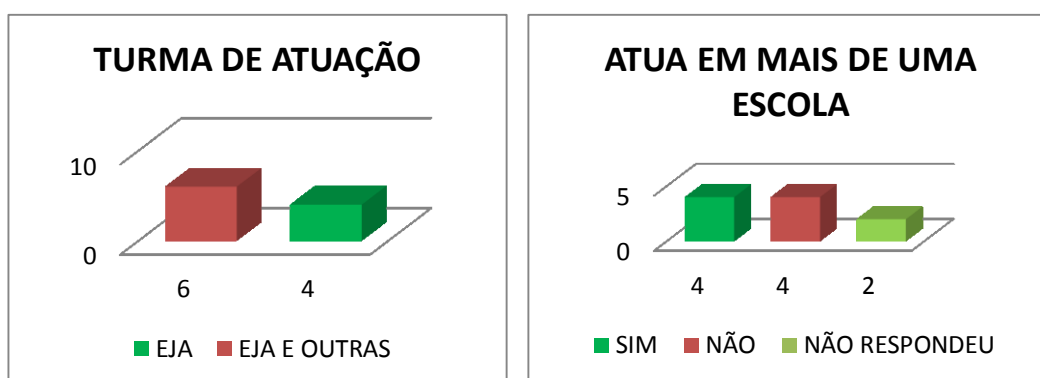 TURMA DE ATUAÇÃO
10
0
6 4
EJA EJA E OUTRAS
ATUA EM MAIS DE UMA
ESCOLA
5
0
4 4 2
SIM NÃO NÃO RESPONDEU